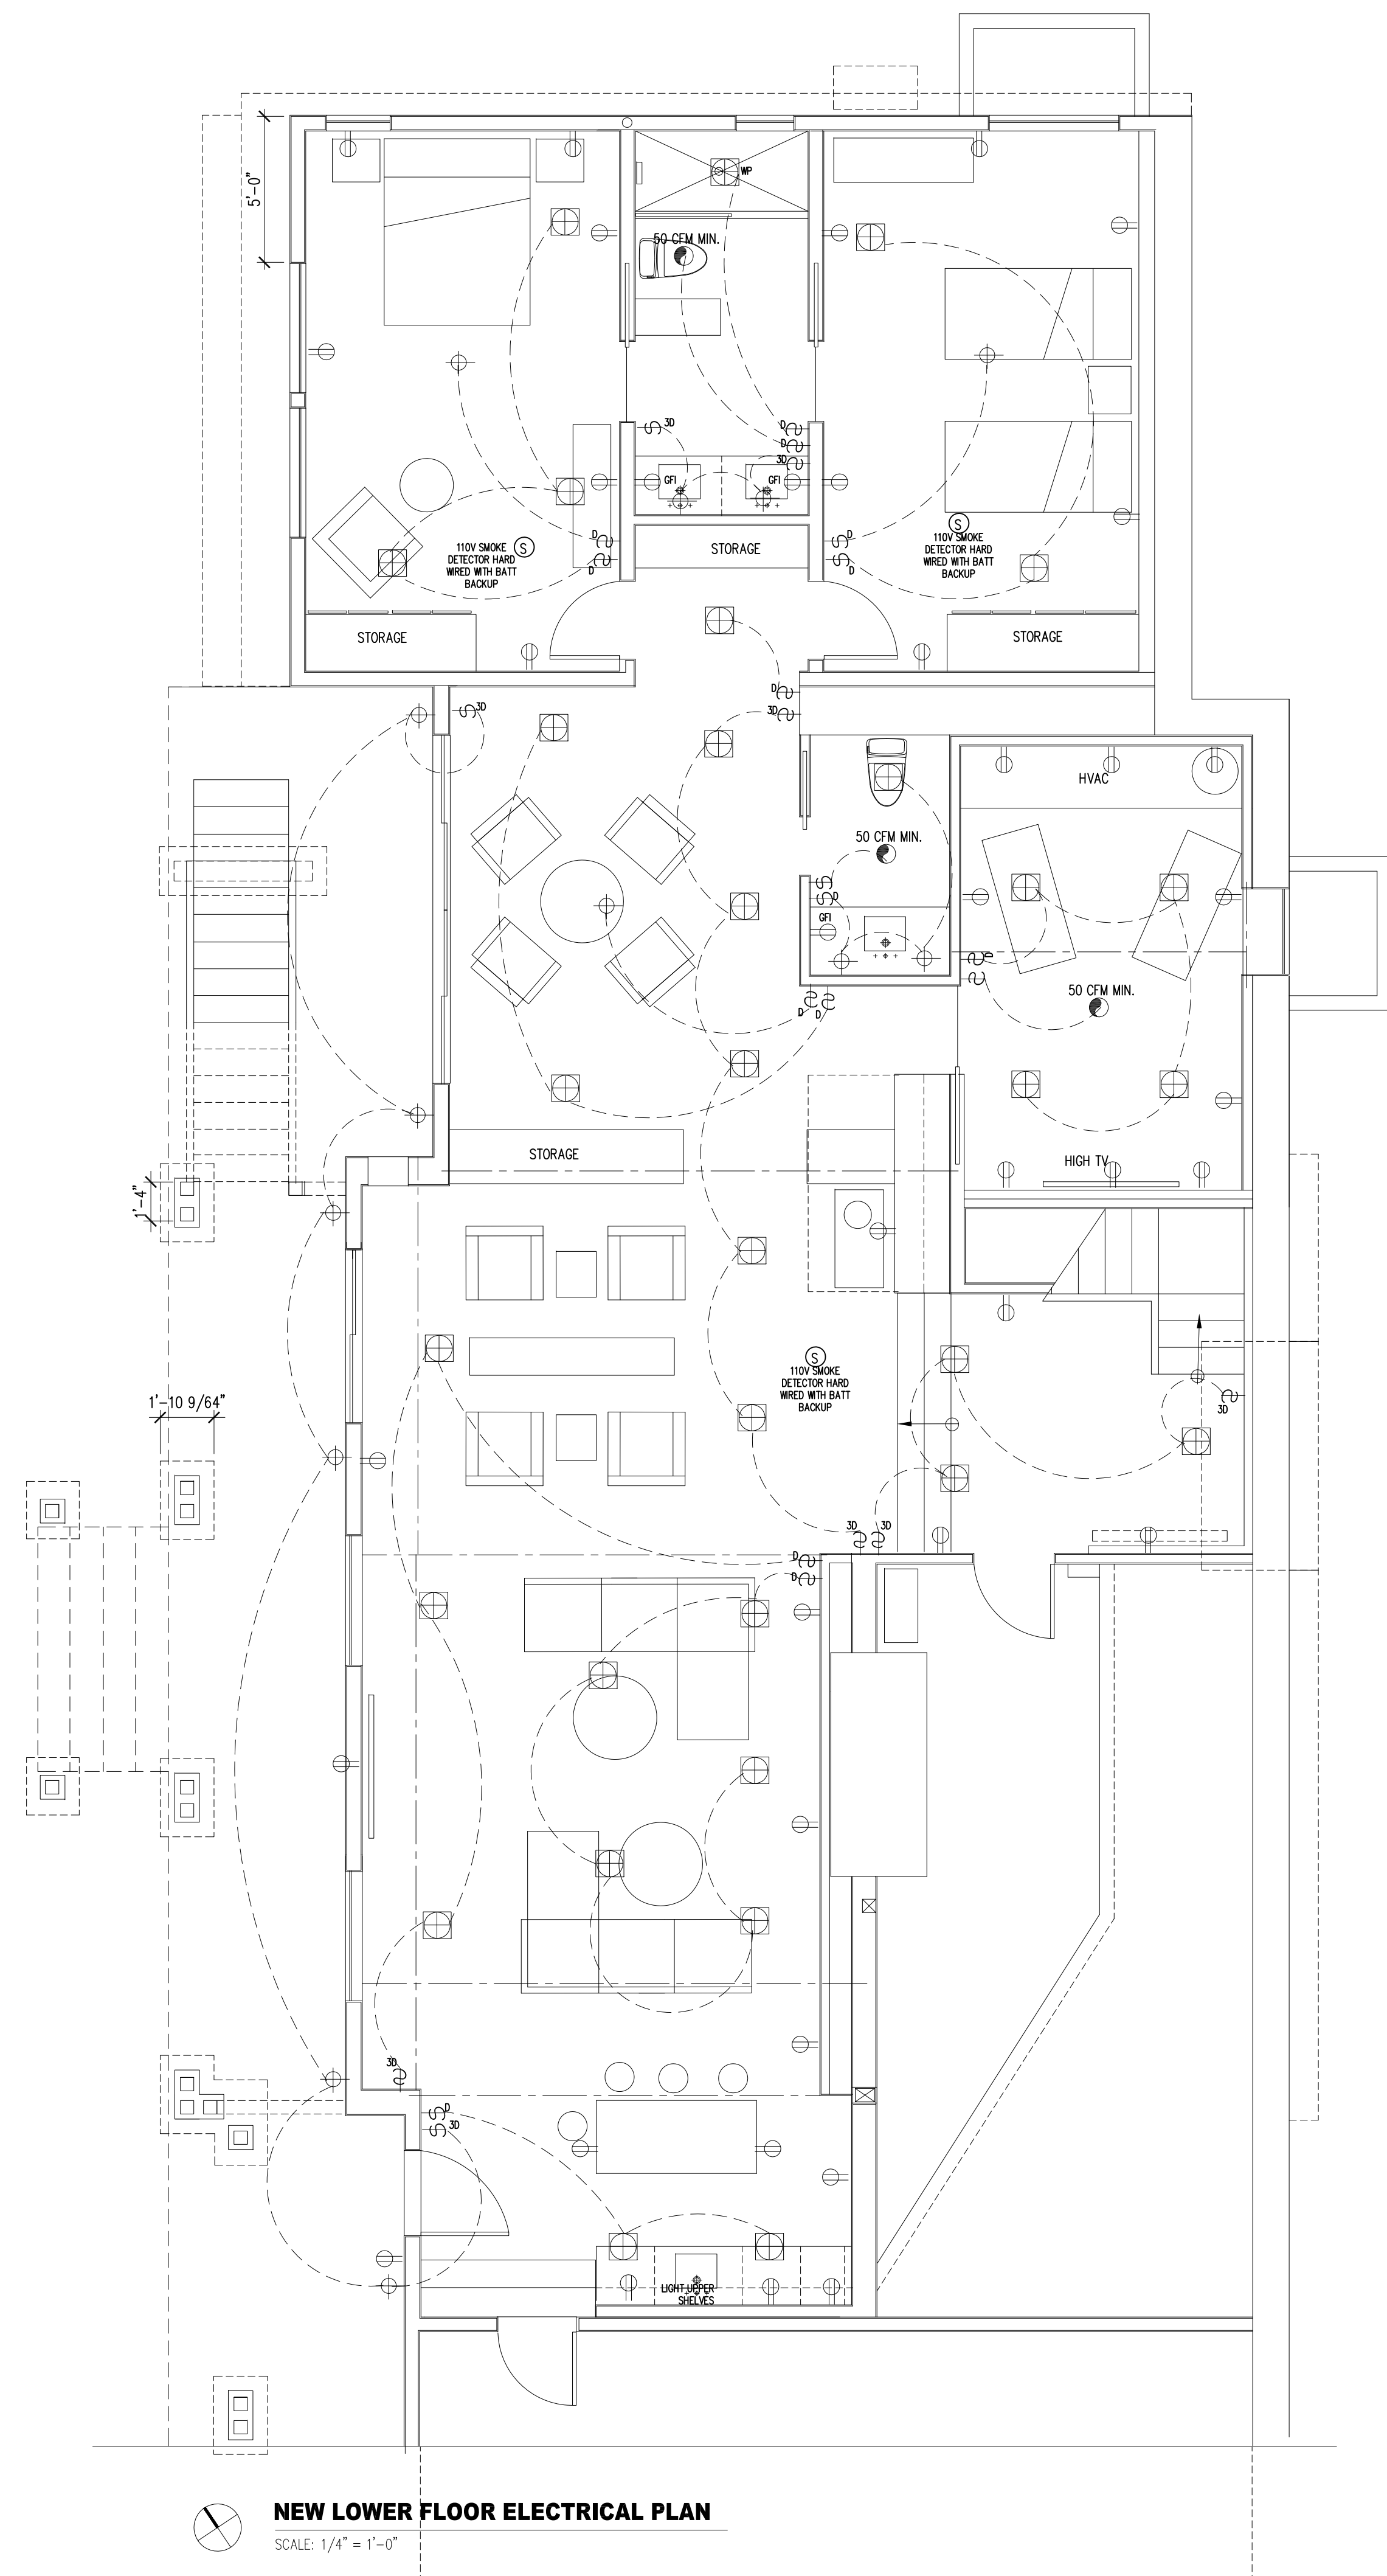 5'-0"
WP
50 CFM MIN.
3D
D
D
3D
GFI
GFI
D
D
D
D
S
110V SMOKE
DETECTOR HARD
WIRED WITH BATT
BACKUP
S
110V SMOKE
DETECTOR HARD
WIRED WITH BATT
BACKUP
STORAGE
STORAGE
STORAGE
D
3D
3D
HVAC
50 CFM MIN.
D
GFI
D
50 CFM MIN.
D
D
STORAGE
HIGH TV
1'-4"
S
110V SMOKE
DETECTOR HARD
WIRED WITH BATT
BACKUP
3D
1'-10 9/64"
3D
3D
D
D
3D
D
3D
LIGHT UPPER
SHELVES
NEW LOWER FLOOR ELECTRICAL PLAN
SCALE: 1/4" = 1'-0"